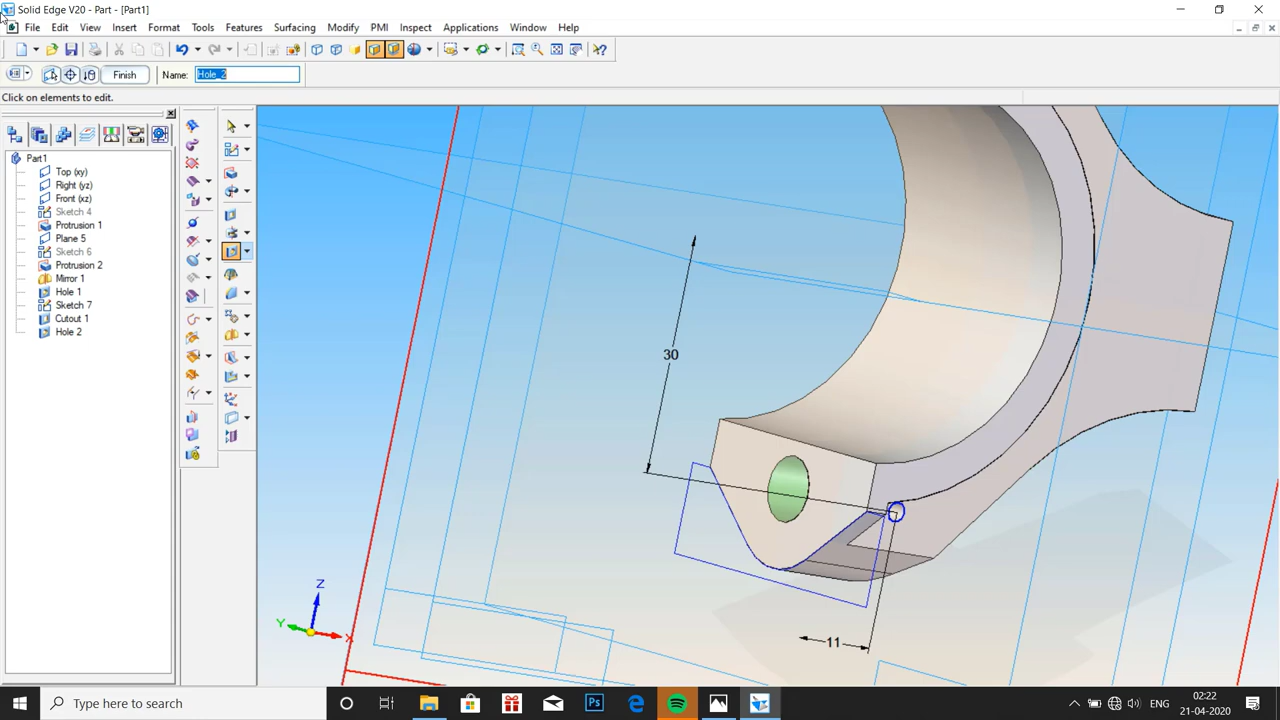 Solid Edge V20 - Part - [Part1]
File Edit View Insert Format Tools Features Surfacing Modify PMI Inspect Applications Window Help
Finish Name: Hole_2
Click on elements to edit.
Part1
Top (xy)
Right (yz)
Front (xz)
Sketch 4
Protrusion 1
Plane 5
Sketch 6
Protrusion 2
Mirror 1
Hole 1
Sketch 7
Cutout 1
Hole 2
30
11
Z
Y
X
Type here to search
Ps
ENG
02:22
21-04-2020